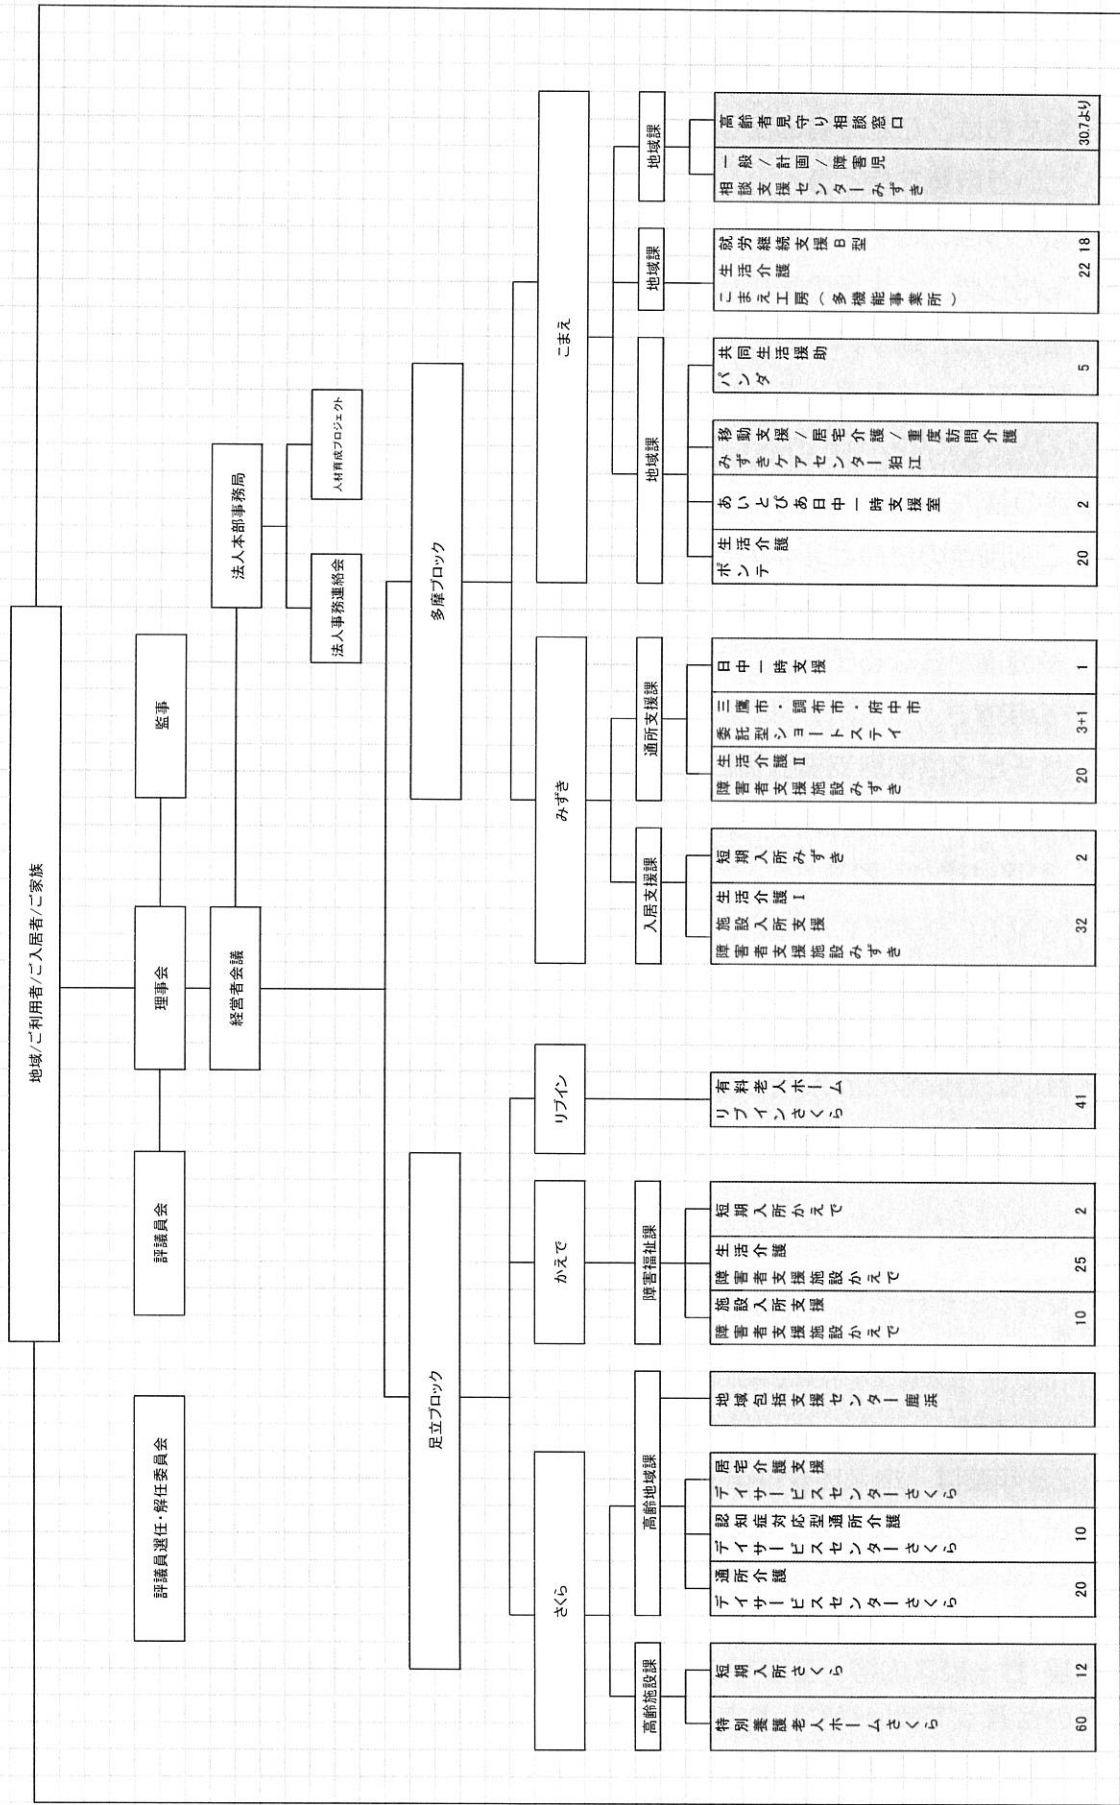 地域/ご利用者/ご入居者/ご家族
評議員選任・解任委員会
評議員会
理事会
監事
経営者会議
法人本部事務局
法人事務連絡会
人材育成プロジェクト
足立ブロック
多摩ブロック
さくら
かえで
リブイン
みずき
こまえ
高齢施設課
高齢地域課
障害福祉課
入居支援課
通所支援課
地域課
地域課
地域課
特別養護老人ホームさくら
60
短期入所さくら
12
通所介護
デイサービスセンターさくら
20
認知症対応型通所介護
デイサービスセンターさくら
10
居宅介護支援
デイサービスセンターさくら
地域包括支援センター鹿浜
施設入所支援
障害者支援施設かえで
10
生活介護
障害者支援施設かえで
25
短期入所かえで
2
有料老人ホーム
リブインさくら
41
生活介護Ⅰ
施設入所支援
障害者支援施設みずき
32
短期入所みずき
2
生活介護Ⅱ
障害者支援施設みずき
20
三鷹市・調布市・府中市
委託型ショートステイ
3+1
日中一時支援
1
生活介護
ポンテ
20
あいとぴあ日中一時支援室
2
移動支援/居宅介護/重度訪問介護
みずきケアセンター狛江
共同生活援助
パンダ
5
就労継続支援B型
生活介護
こまえ工房(多機能事業所)
22 18
一般/計画/障害児
相談支援センターみずき
高齢者見守り相談窓口
30.7より